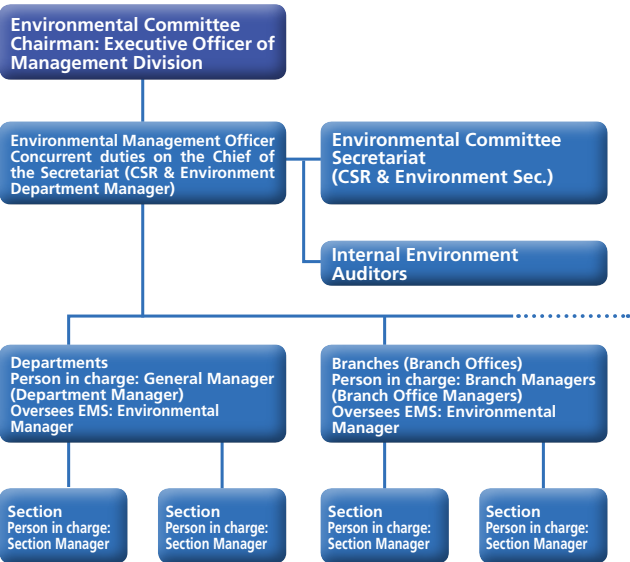 Environmental Committee
Chairman: Executive Officer of
Management Division
Environmental Management Officer
Concurrent duties on the Chief of
the Secretariat (CSR & Environment
Department Manager)
Environmental Committee
Secretariat
(CSR & Environment Sec.)
Internal Environment
Auditors
Departments
Person in charge: General Manager
(Department Manager)
Oversees EMS: Environmental
Manager
Branches (Branch Offices)
Person in charge: Branch Managers
(Branch Office Managers)
Oversees EMS: Environmental
Manager
Section
Person in charge:
Section Manager
Section
Person in charge:
Section Manager
Section
Person in charge:
Section Manager
Section
Person in charge:
Section Manager